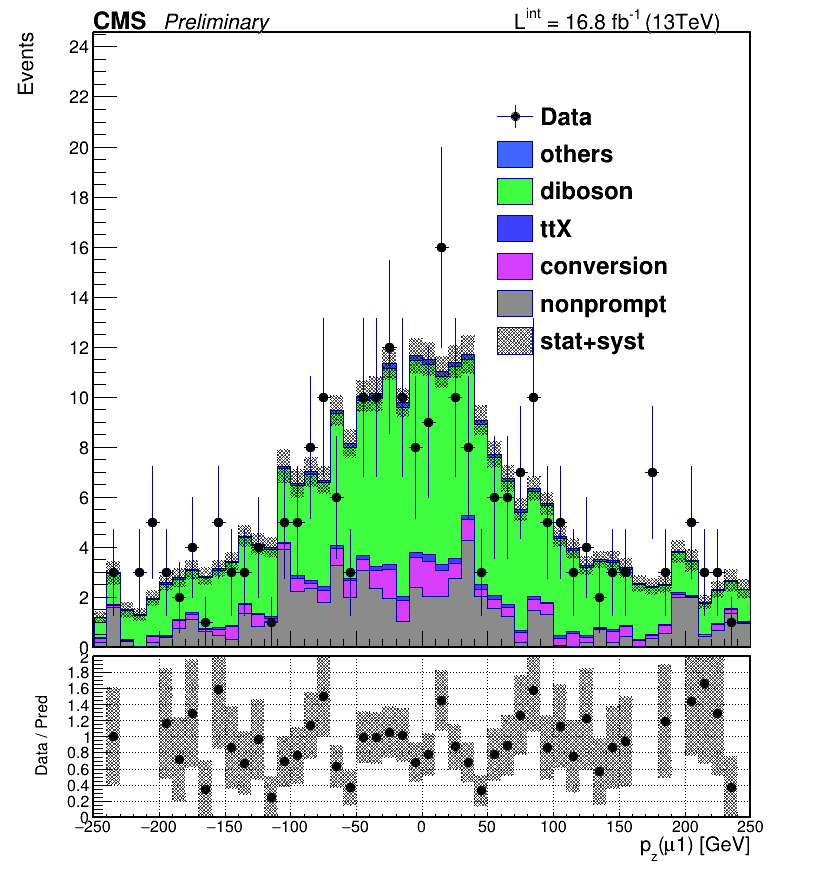 CMS Preliminary L^int = 16.8 fb^-1 (13TeV)
Events
24
22
20
18
16
14
12
10
8
6
4
2
0
Data
others
diboson
ttX
conversion
nonprompt
stat+syst
Data / Pred
2
1.8
1.6
1.4
1.2
1
0.8
0.6
0.4
0.2
0
−250 −200 −150 −100 −50 0 50 100 150 200 250
p_z(μ1) [GeV]